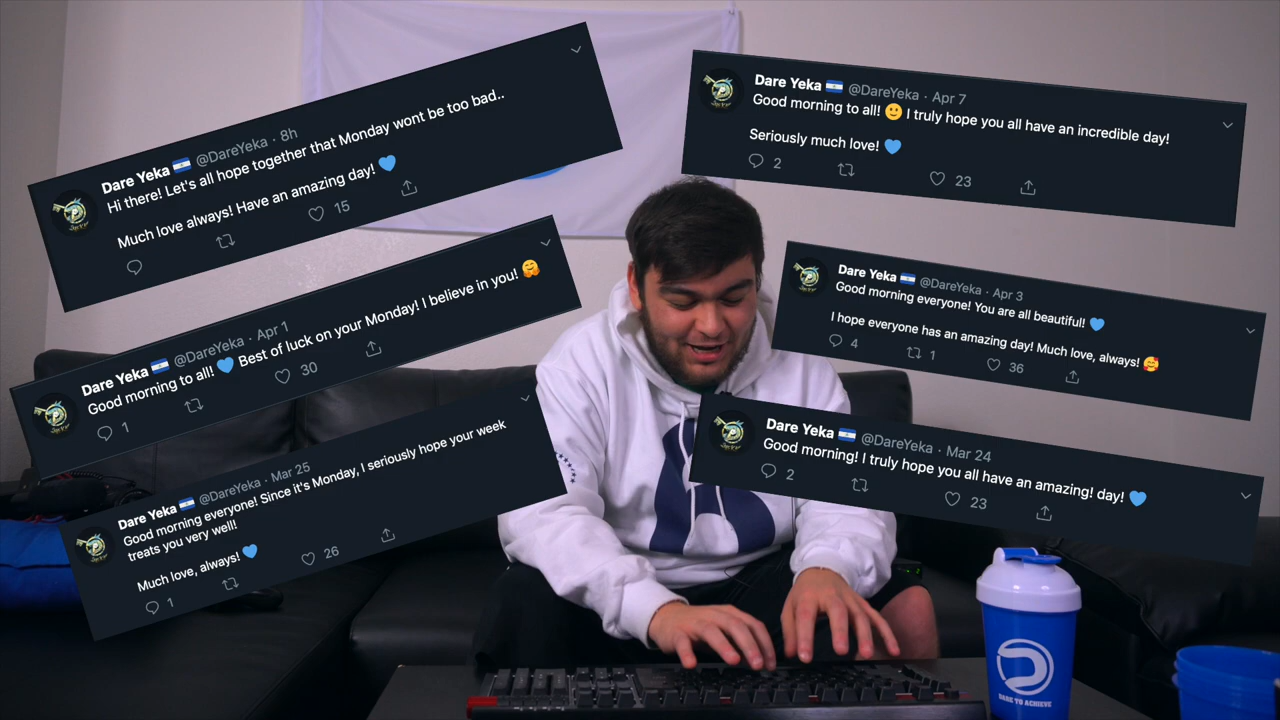 Dare Yeka 🇸🇻 @DareYeka · 8h
Hi there! Let's all hope together that Monday wont be too bad..
Much love always! Have an amazing day! 💙
15
Dare Yeka 🇸🇻 @DareYeka · Apr 1
Good morning to all! 💙 Best of luck on your Monday! I believe in you! 🤗
1 30
Dare Yeka 🇸🇻 @DareYeka · Mar 25
Good morning everyone! Since it's Monday, I seriously hope your week
treats you very well!
Much love, always! 💙
1 26
Dare Yeka 🇸🇻 @DareYeka · Apr 7
Good morning to all! 🙂 I truly hope you all have an incredible day!
Seriously much love! 💙
2 23
Dare Yeka 🇸🇻 @DareYeka · Apr 3
Good morning everyone! You are all beautiful! 💙
I hope everyone has an amazing day! Much love, always! 🥰
4 1 36
Dare Yeka 🇸🇻 @DareYeka · Mar 24
Good morning! I truly hope you all have an amazing! day! 💙
2 23
DARE TO ACHIEVE